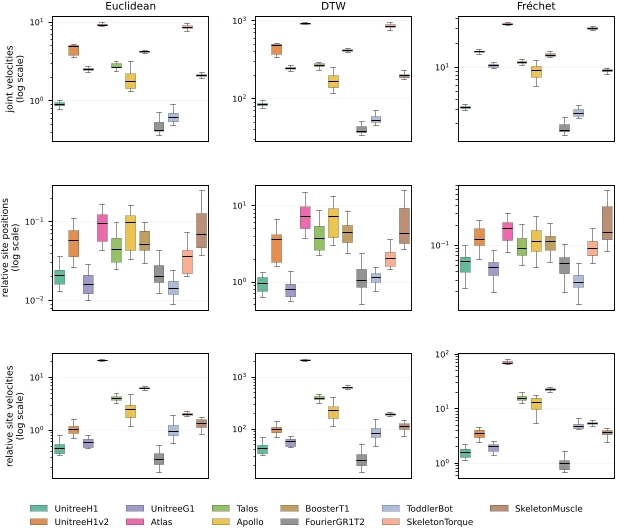 Euclidean
DTW
Fréchet
joint velocities
(log scale)
10¹
10⁰
10³
10²
10¹
relative site positions
(log scale)
10⁻¹
10⁻²
10¹
10⁰
10⁻¹
relative site velocities
(log scale)
10¹
10⁰
10³
10²
10²
10¹
10⁰
UnitreeH1
UnitreeG1
Talos
BoosterT1
ToddlerBot
SkeletonMuscle
UnitreeH1v2
Atlas
Apollo
FourierGR1T2
SkeletonTorque